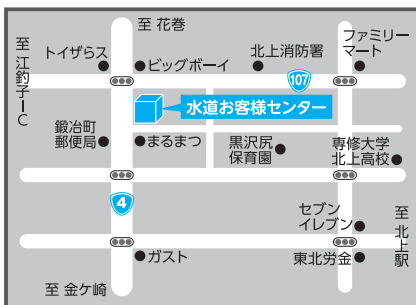 至 花巻
至 江釣子IC
トイザらス
ビッグボーイ
北上消防署
ファミリー
マート
107
水道お客様センター
鍛冶町
郵便局
まるまつ
黒沢尻
保育園
専修大学
北上高校
4
セブン
イレブン
至 北上駅
ガスト
東北労金
至 金ケ崎